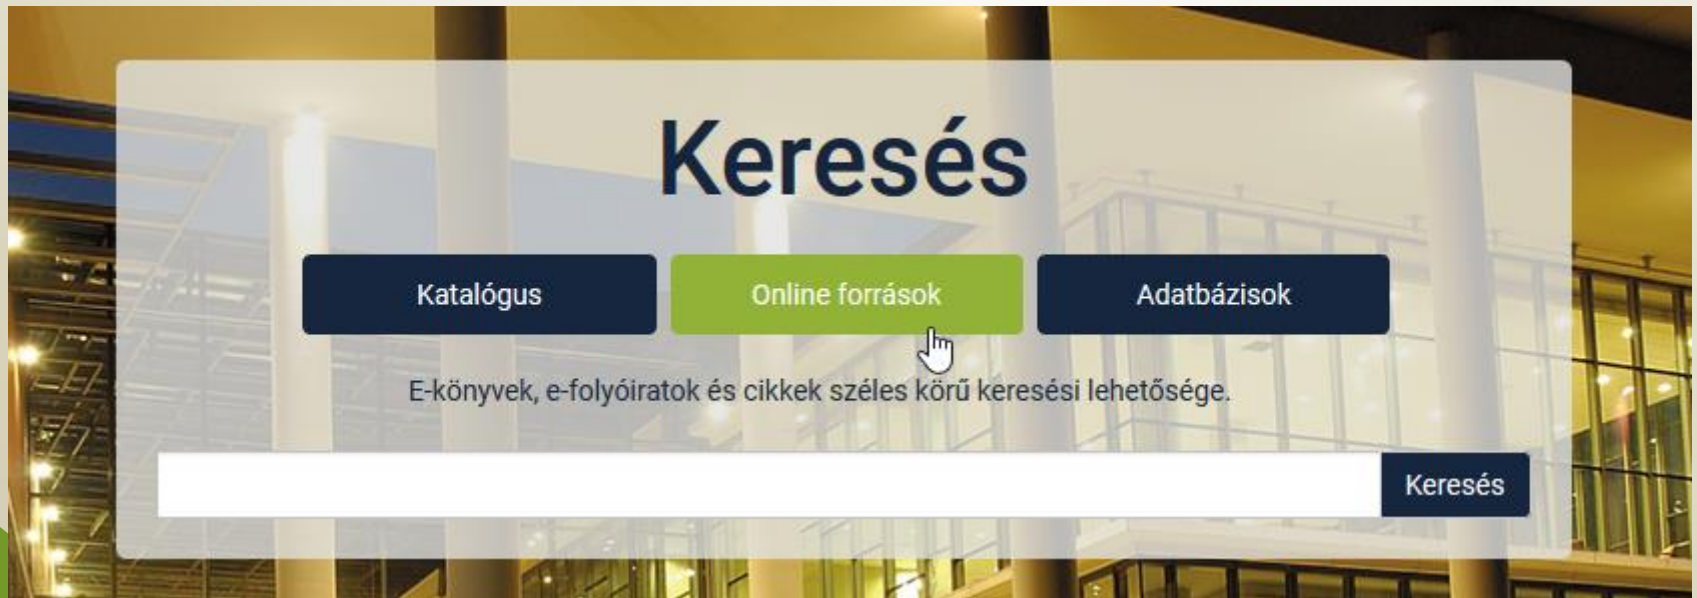 Keresés
Katalógus Online források Adatbázisok
E-könyvek, e-folyóiratok és cikkek széles körű keresési lehetősége.
Keresés